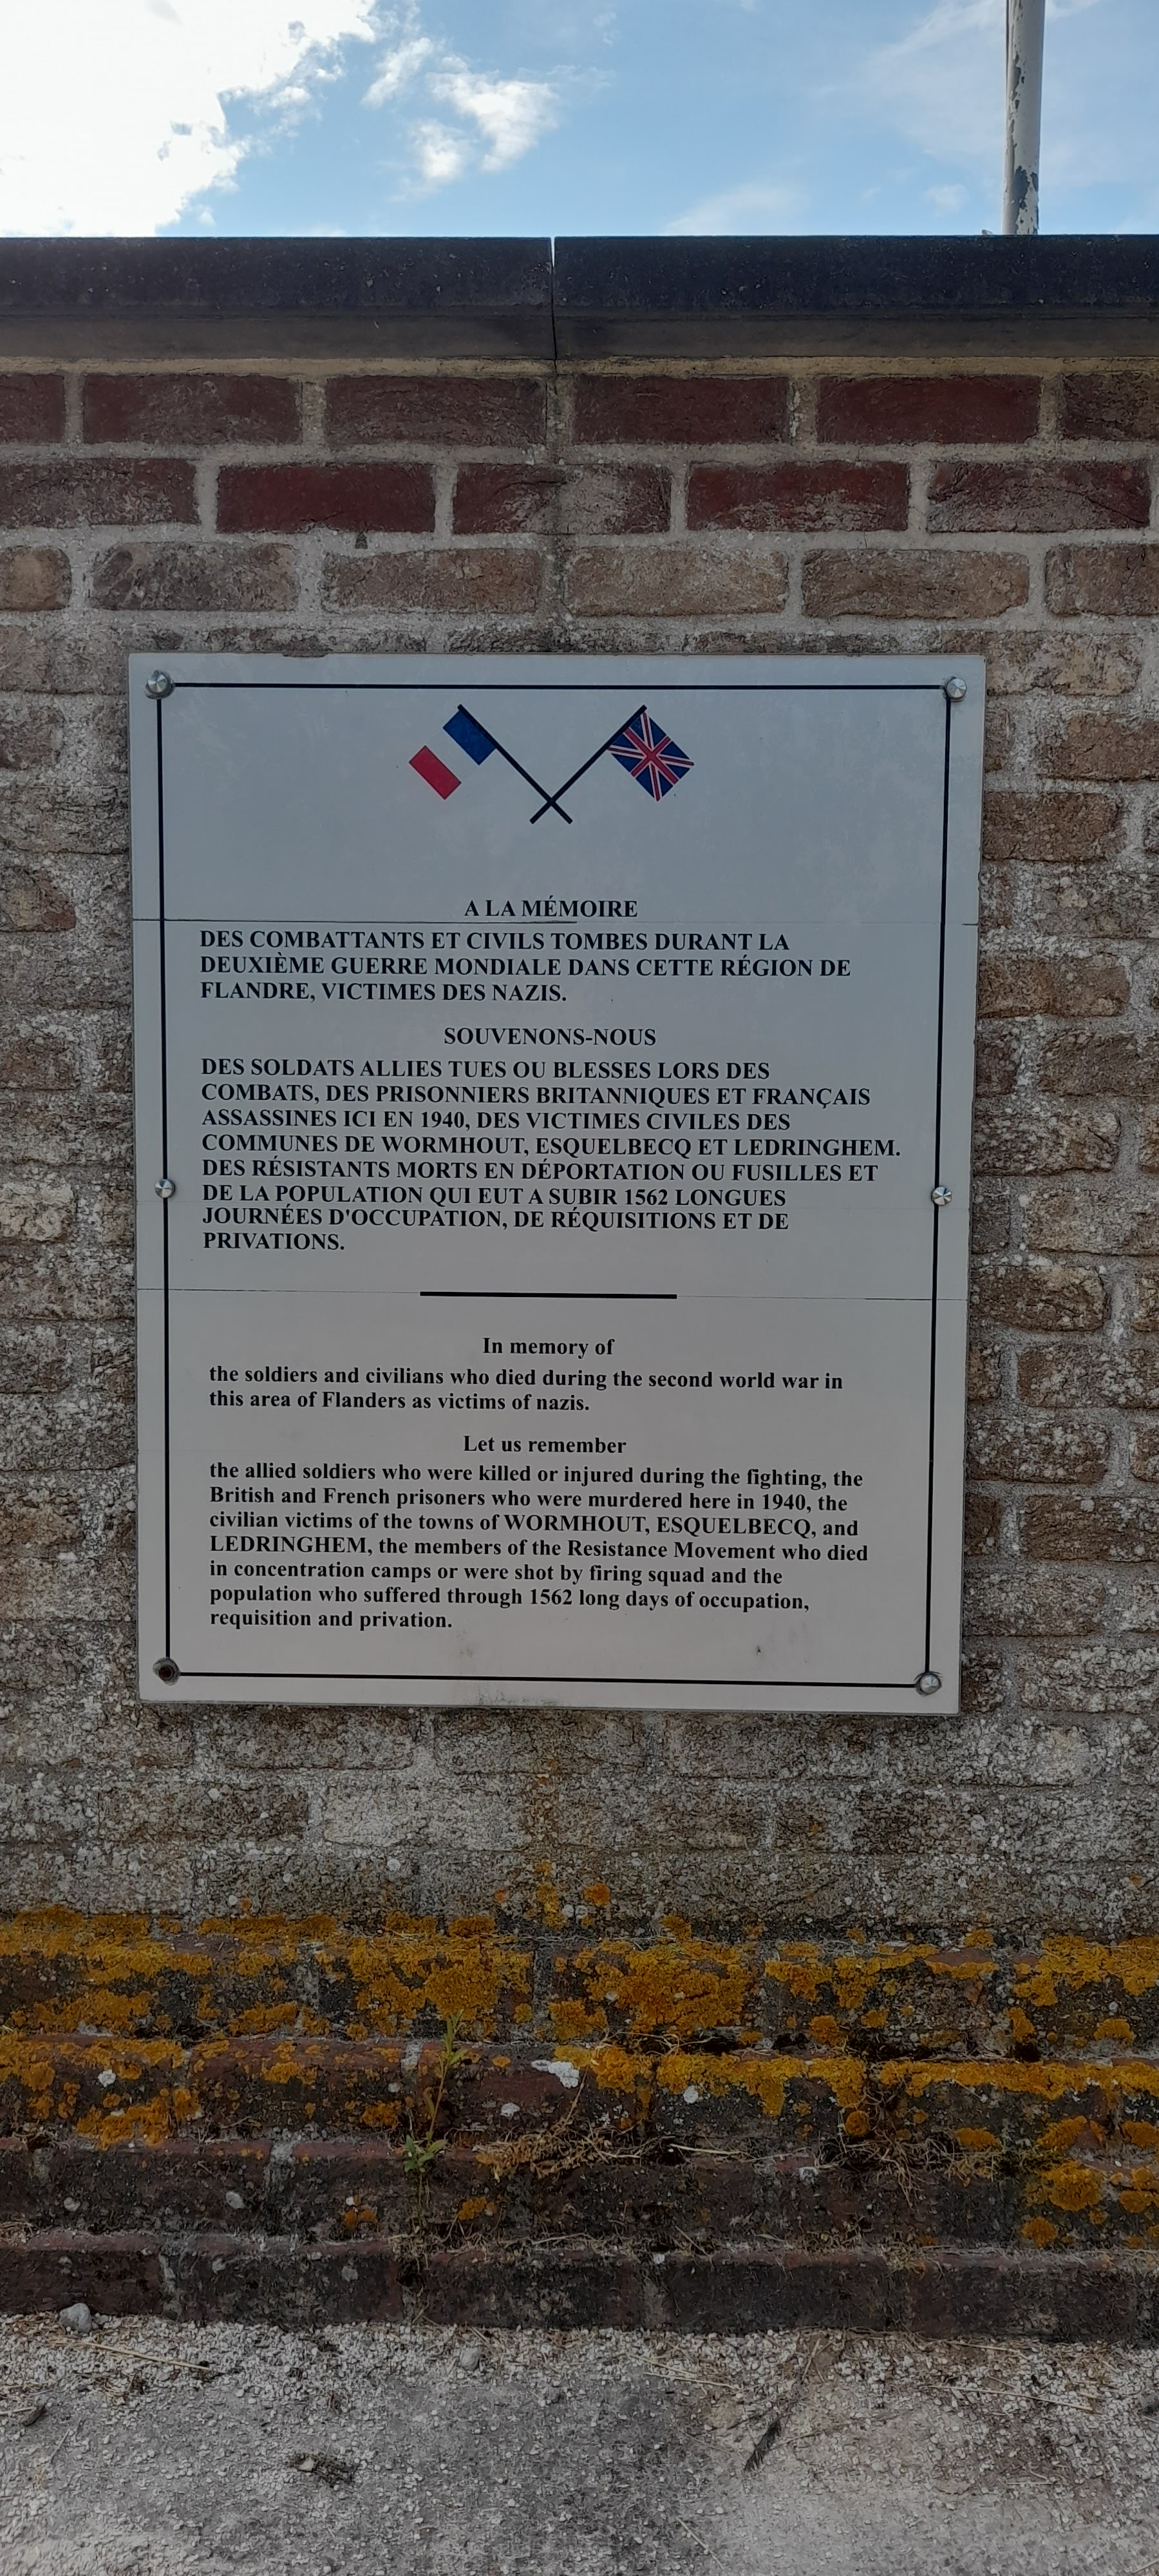 A LA MÉMOIRE
DES COMBATTANTS ET CIVILS TOMBES DURANT LA
DEUXIÈME GUERRE MONDIALE DANS CETTE RÉGION DE
FLANDRE, VICTIMES DES NAZIS.
SOUVENONS-NOUS
DES SOLDATS ALLIES TUES OU BLESSES LORS DES
COMBATS, DES PRISONNIERS BRITANNIQUES ET FRANÇAIS
ASSASSINES ICI EN 1940, DES VICTIMES CIVILES DES
COMMUNES DE WORMHOUT, ESQUELBECQ ET LEDRINGHEM.
DES RÉSISTANTS MORTS EN DÉPORTATION OU FUSILLES ET
DE LA POPULATION QUI EUT A SUBIR 1562 LONGUES
JOURNÉES D'OCCUPATION, DE RÉQUISITIONS ET DE
PRIVATIONS.
In memory of
the soldiers and civilians who died during the second world war in
this area of Flanders as victims of nazis.
Let us remember
the allied soldiers who were killed or injured during the fighting, the
British and French prisoners who were murdered here in 1940, the
civilian victims of the towns of WORMHOUT, ESQUELBECQ, and
LEDRINGHEM, the members of the Resistance Movement who died
in concentration camps or were shot by firing squad and the
population who suffered through 1562 long days of occupation,
requisition and privation.